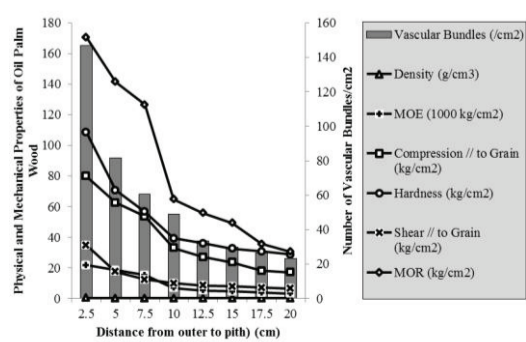 Physical and Mechanical Properties of Oil Palm
Wood
180
160
140
120
100
80
60
40
20
0
2.5
5
7.5
10
12.5
15
17.5
20
Distance from outer to pith) (cm)
160
140
120
100
80
60
40
20
0
Number of Vascular Bundles/cm2
Vascular Bundles (/cm2)
Density (g/cm3)
MOE (1000 kg/cm2)
Compression // to Grain
(kg/cm2)
Hardness (kg/cm2)
Shear // to Grain
(kg/cm2)
MOR (kg/cm2)